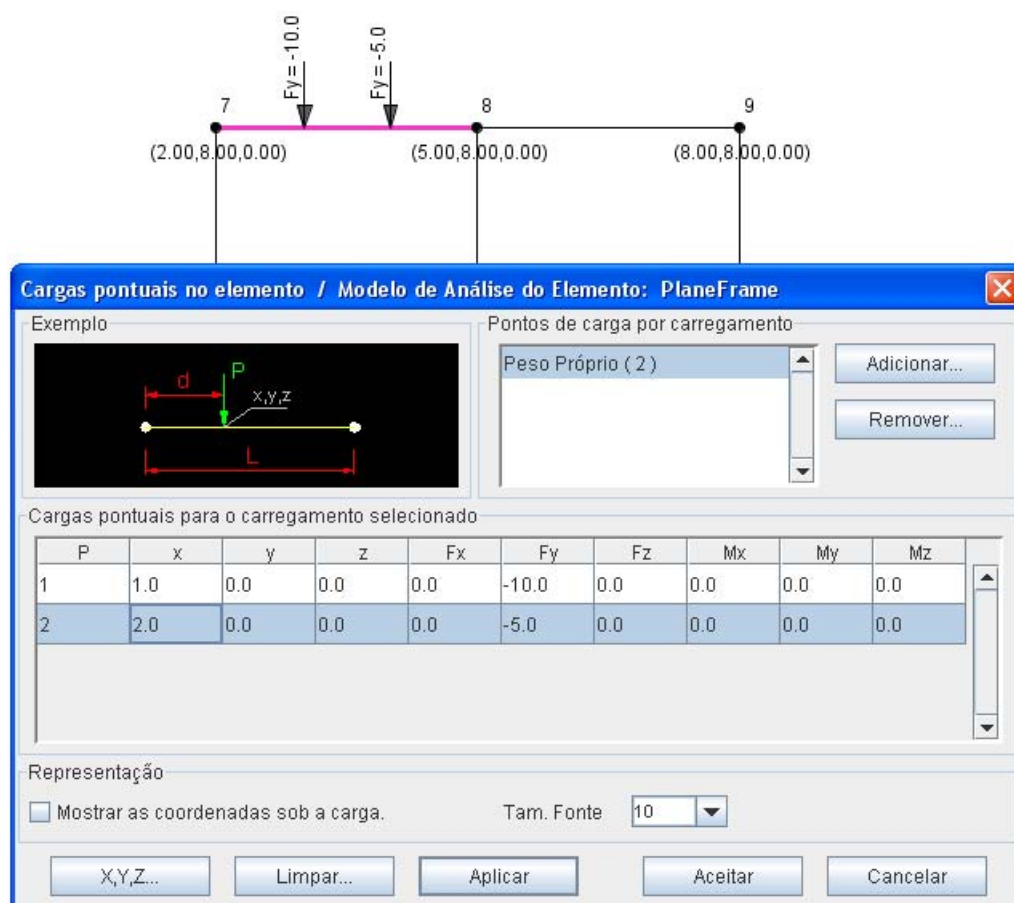 Fy= -10.0
Fy= -5.0
7 8 9
(2.00,8.00,0.00) (5.00,8.00,0.00) (8.00,8.00,0.00)
Cargas pontuais no elemento / Modelo de Análise do Elemento: PlaneFrame
Exemplo
d
P
x,y,z
L
Pontos de carga por carregamento
Peso Próprio ( 2 )
Adicionar...
Remover...
Cargas pontuais para o carregamento selecionado
P x y z Fx Fy Fz Mx My Mz
1 1.0 0.0 0.0 0.0 -10.0 0.0 0.0 0.0 0.0
2 2.0 0.0 0.0 0.0 -5.0 0.0 0.0 0.0 0.0
Representação
Mostrar as coordenadas sob a carga. Tam. Fonte 10
X,Y,Z... Limpar... Aplicar Aceitar Cancelar